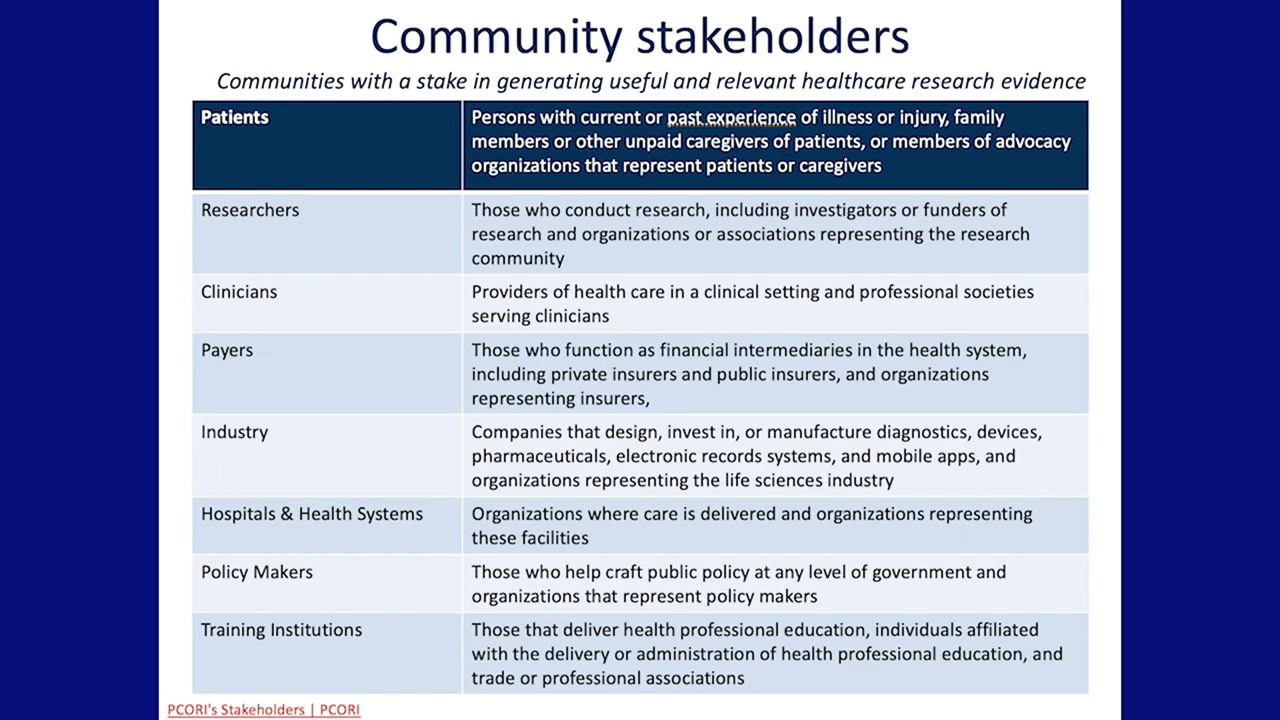 Community stakeholders
Communities with a stake in generating useful and relevant healthcare research evidence
Patients
Persons with current or past experience of illness or injury, family
members or other unpaid caregivers of patients, or members of advocacy
organizations that represent patients or caregivers
Researchers
Those who conduct research, including investigators or funders of
research and organizations or associations representing the research
community
Clinicians
Providers of health care in a clinical setting and professional societies
serving clinicians
Payers
Those who function as financial intermediaries in the health system,
including private insurers and public insurers, and organizations
representing insurers,
Industry
Companies that design, invest in, or manufacture diagnostics, devices,
pharmaceuticals, electronic records systems, and mobile apps, and
organizations representing the life sciences industry
Hospitals & Health Systems
Organizations where care is delivered and organizations representing
these facilities
Policy Makers
Those who help craft public policy at any level of government and
organizations that represent policy makers
Training Institutions
Those that deliver health professional education, individuals affiliated
with the delivery or administration of health professional education, and
trade or professional associations
PCORI's Stakeholders | PCORI